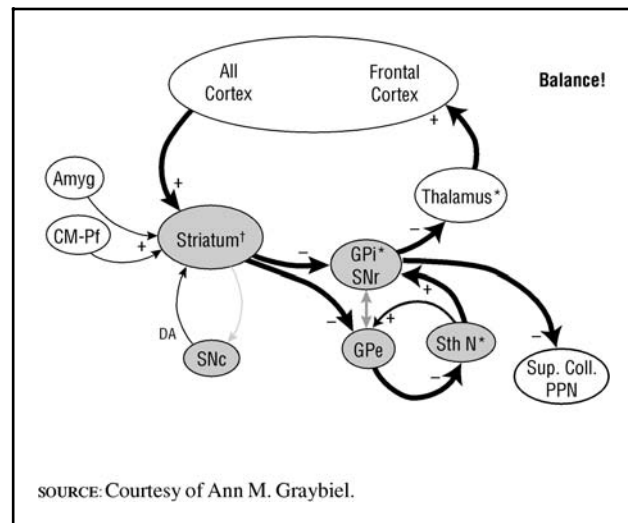 All
Cortex
Frontal
Cortex
Balance!
+
+
Amyg
Thalamus*
CM-Pf
+
Striatum†
–
–
GPi*
SNr
+
–
+
–
DA
SNc
GPe
–
Sth N*
Sup. Coll.
PPN
SOURCE: Courtesy of Ann M. Graybiel.